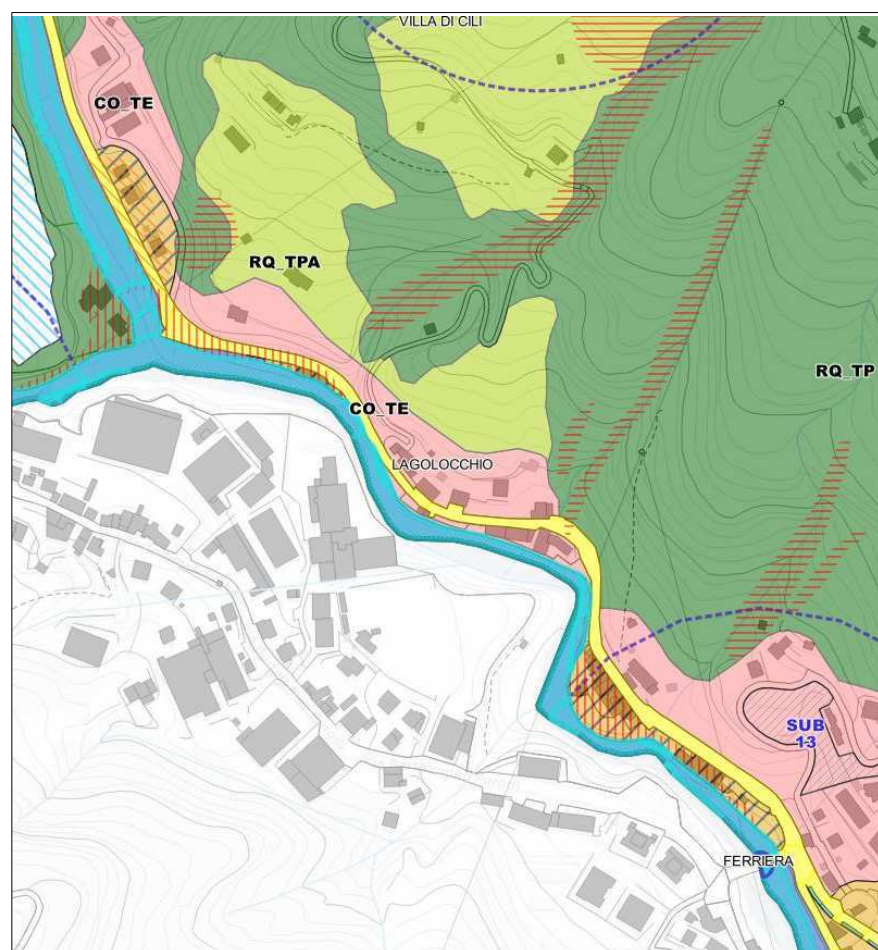 VILLA DI CILI
CO_TE
RQ_TPA
RQ_TP
CO_TE
LAGOLOCCHIO
SUB
13
FERRIERA